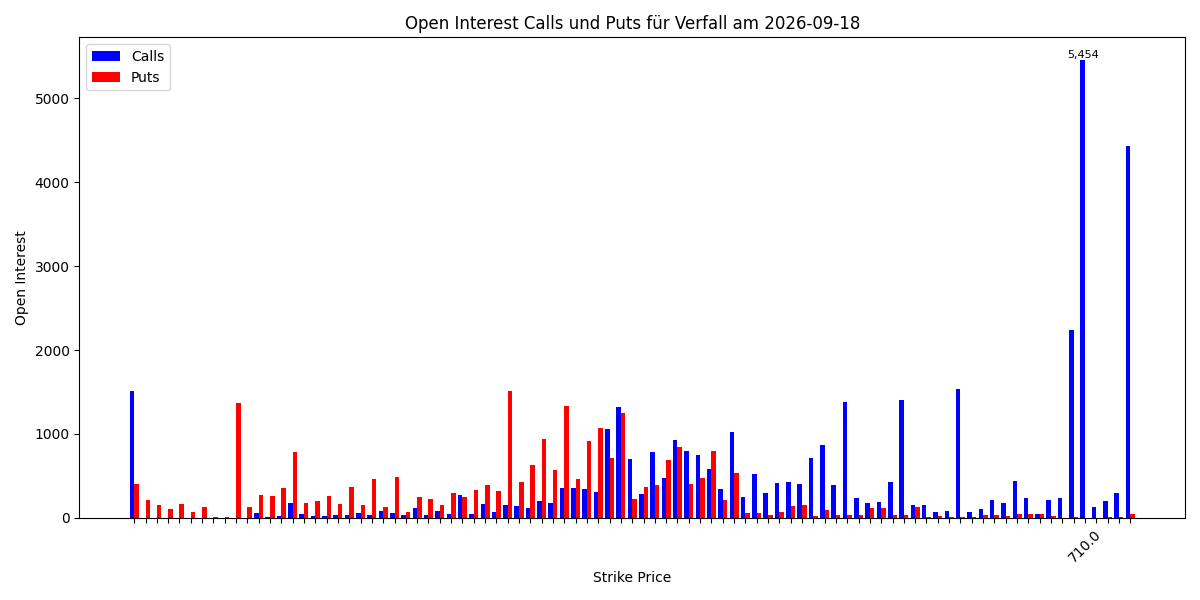 Open Interest Calls und Puts für Verfall am 2026-09-18
Calls
Puts
5,454
Open Interest
5000
4000
3000
2000
1000
0
710.0
Strike Price